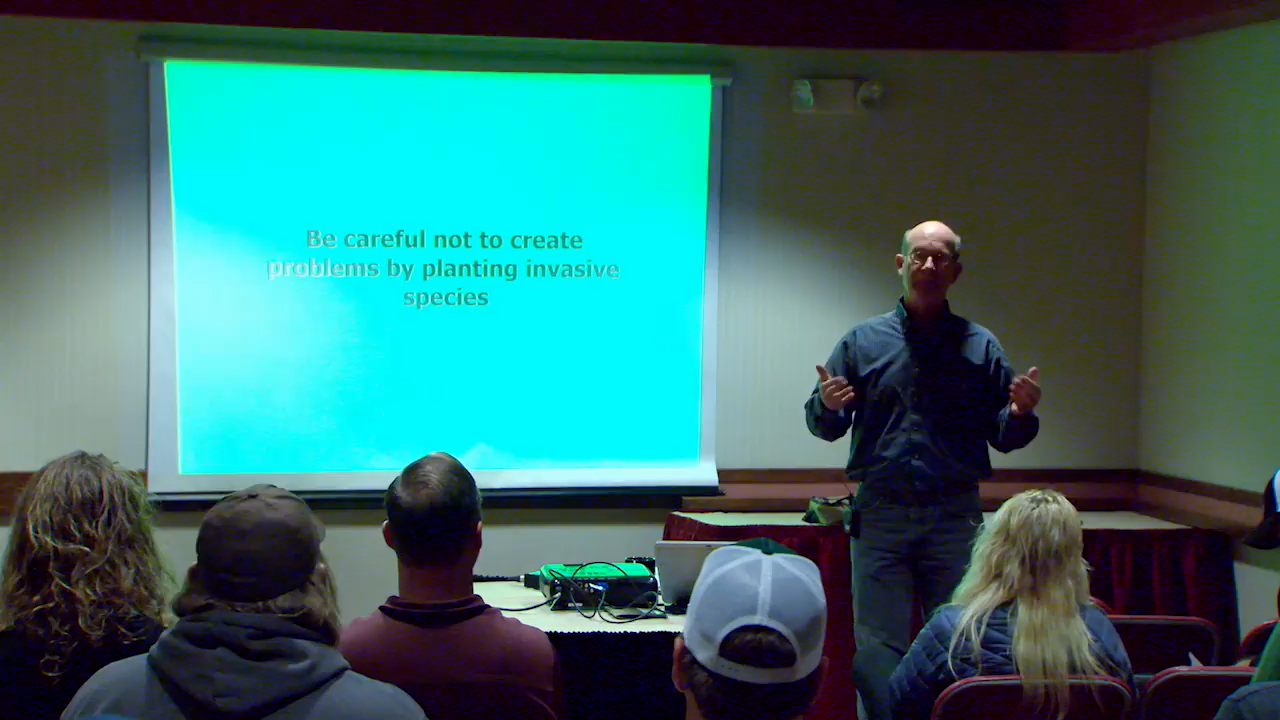 Be careful not to create
problems by planting invasive
species